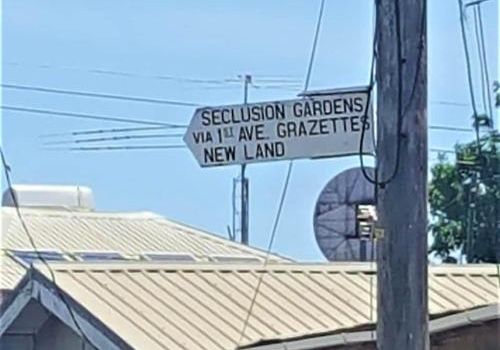 SECLUSION GARDENS
VIA 1ST AVE. GRAZETTES
NEW LAND